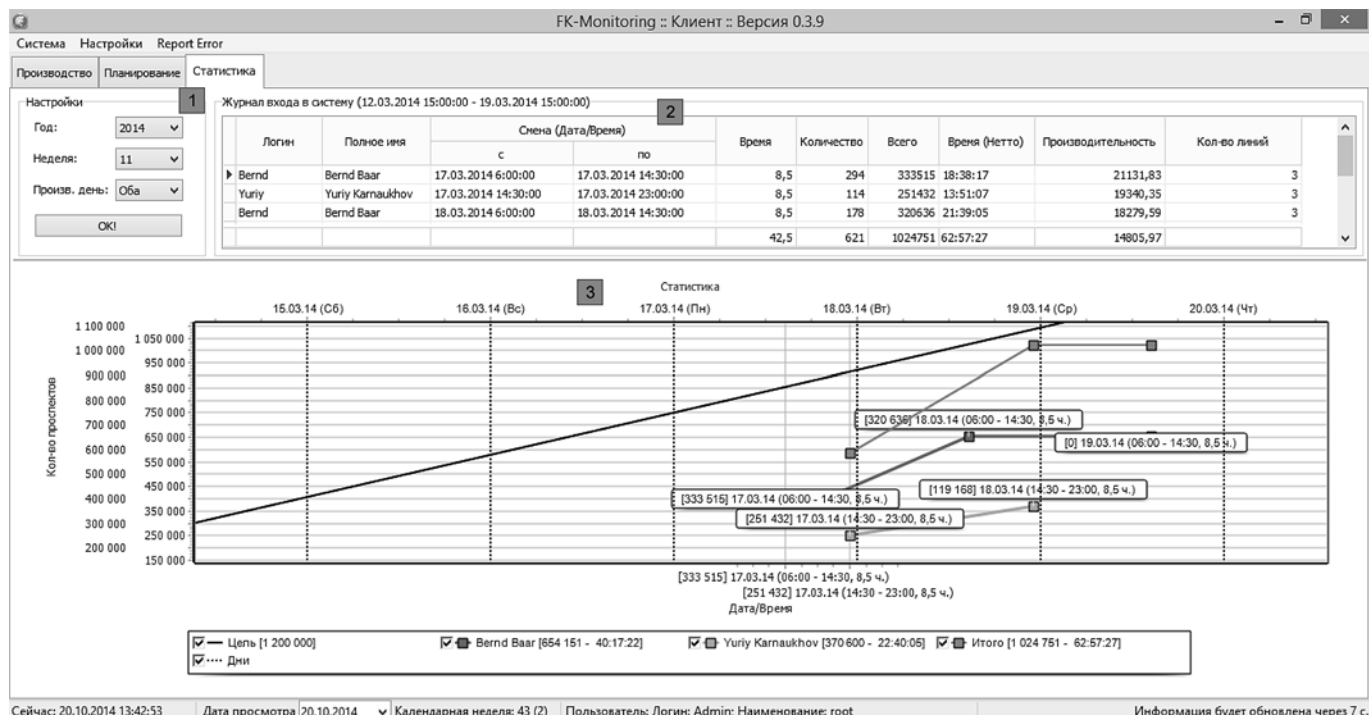 FK-Monitoring :: Клиент :: Версия 0.3.9
Система Настройки Report Error
Производство Планирование Статистика
Настройки
1
Год: 2014
Неделя: 11
Произв. день: Оба
OK!
Журнал входа в систему (12.03.2014 15:00:00 - 19.03.2014 15:00:00)
2
Логин Полное имя Смена (Дата/Время) Время Количество Всего Время (Нетто) Производительность Кол-во линий
с по
Bernd Bernd Baar 17.03.2014 6:00:00 17.03.2014 14:30:00 8,5 294 333515 18:38:17 21131,83 3
Yuriy Yuriy Karnaukhov 17.03.2014 14:30:00 17.03.2014 23:00:00 8,5 114 251432 13:51:07 19340,35 3
Bernd Bernd Baar 18.03.2014 6:00:00 18.03.2014 14:30:00 8,5 178 320636 21:39:05 18279,59 3
42,5 621 1024751 62:57:27 14805,97
3
Статистика
15.03.14 (Сб) 16.03.14 (Вс) 17.03.14 (Пн) 18.03.14 (Вт) 19.03.14 (Ср) 20.03.14 (Чт)
Кол-во проспектов
1 100 000
1 050 000
1 000 000
950 000
900 000
850 000
800 000
750 000
700 000
650 000
600 000
550 000
500 000
450 000
400 000
350 000
300 000
250 000
200 000
150 000
[320 636] 18.03.14 (06:00 - 14:30, 8,5 ч.)
[0] 19.03.14 (06:00 - 14:30, 8,5 ч.)
[119 168] 18.03.14 (14:30 - 23:00, 8,5 ч.)
[333 515] 17.03.14 (06:00 - 14:30, 8,5 ч.)
[251 432] 17.03.14 (14:30 - 23:00, 8,5 ч.)
[333 515] 17.03.14 (06:00 - 14:30, 8,5 ч.)
[251 432] 17.03.14 (14:30 - 23:00, 8,5 ч.)
Дата/Время
Цель [1 200 000] Bernd Baar [654 151 - 40:17:22] Yuriy Karnaukhov [370 600 - 22:40:05] Итого [1 024 751 - 62:57:27]
Дни
Сейчас: 20.10.2014 13:42:53 Дата просмотра 20.10.2014 Календарная неделя: 43 (2) Пользователь: Логин: Admin; Наименование: root Информация будет обновлена через 7 с.